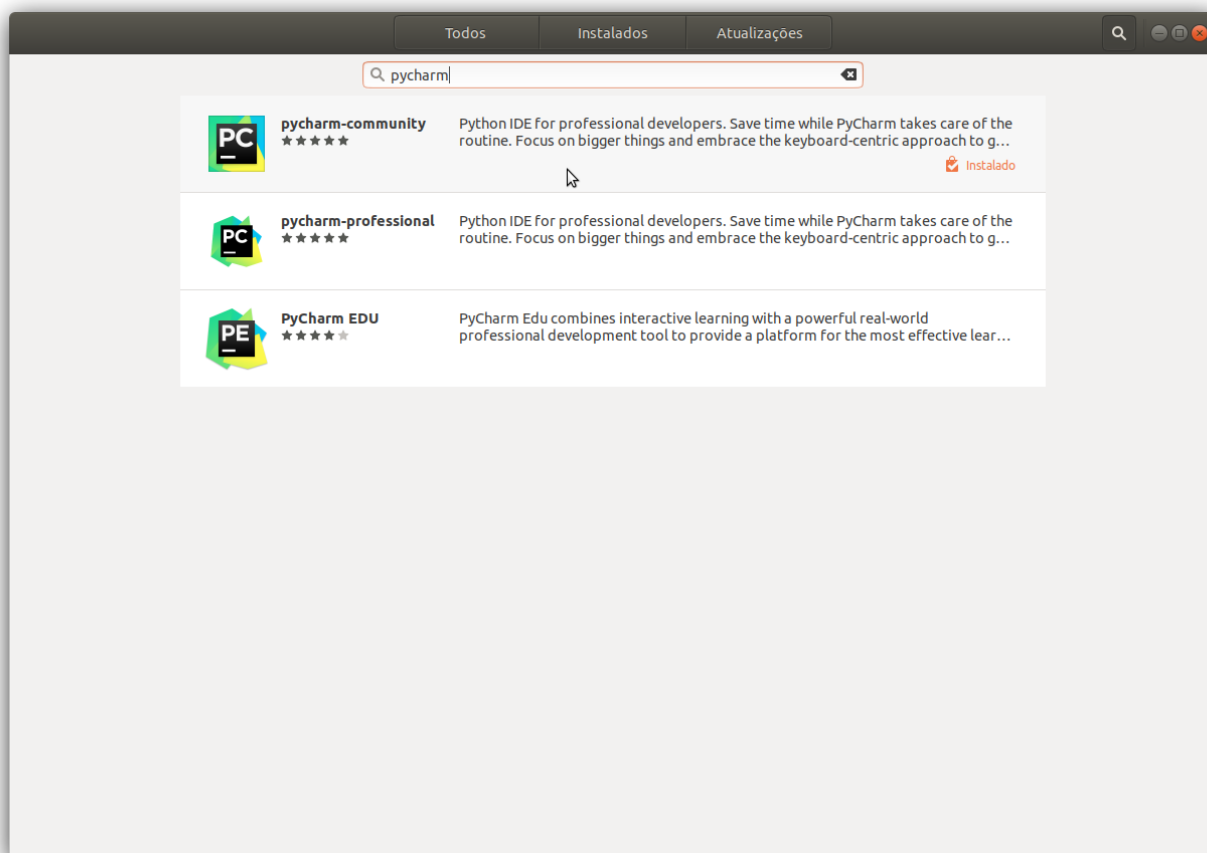 Todos Instalados Atualizações
pycharm
PC
pycharm-community
Python IDE for professional developers. Save time while PyCharm takes care of the
routine. Focus on bigger things and embrace the keyboard-centric approach to g...
Instalado
PC
pycharm-professional
Python IDE for professional developers. Save time while PyCharm takes care of the
routine. Focus on bigger things and embrace the keyboard-centric approach to g...
PE
PyCharm EDU
PyCharm Edu combines interactive learning with a powerful real-world
professional development tool to provide a platform for the most effective lear...